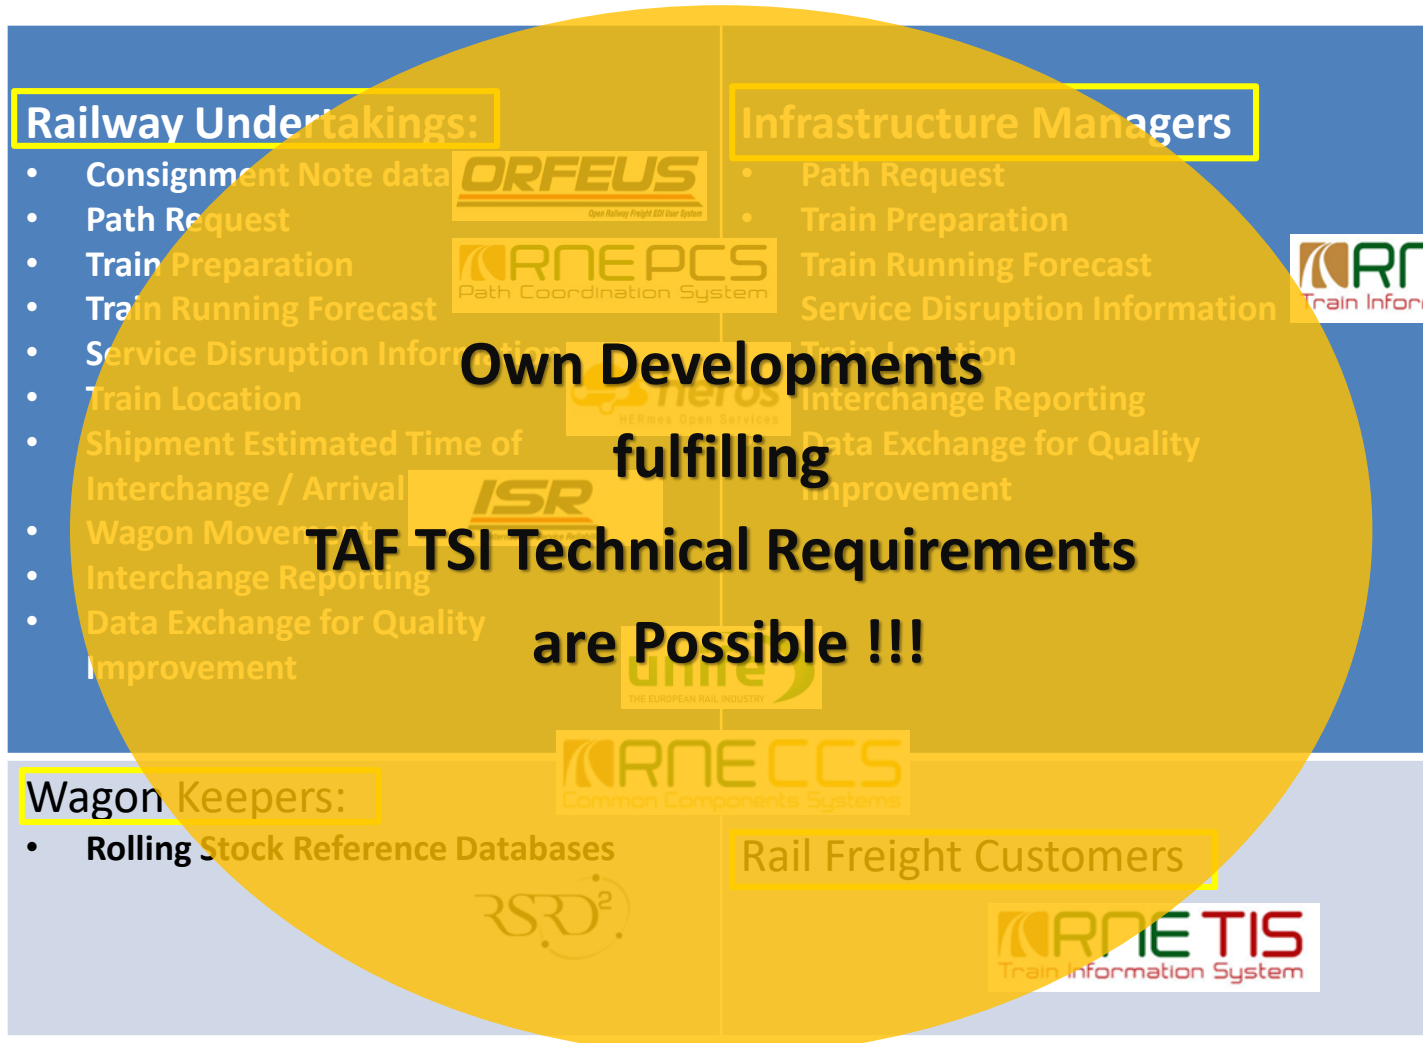 Railway Undertakings:
• Consignment Note data
• Path Request
• Train Preparation
• Train Running Forecast
• Service Disruption Information
• Train Location
• Shipment Estimated Time of
Interchange / Arrival
• Wagon Movement
• Interchange Reporting
• Data Exchange for Quality
Improvement
ORFEUS
Open Railway Freight EDI User System
RNE PCS
Path Coordination System
heros
HERmes Open Services
ISR
Infrastructure Managers
• Path Request
• Train Preparation
Train Running Forecast
Service Disruption Information
Train Location
Interchange Reporting
Data Exchange for Quality
Improvement
RN
Train Infor
Own Developments
fulfilling
TAF TSI Technical Requirements
are Possible !!!
unife
THE EUROPEAN RAIL INDUSTRY
RNE CCS
Common Components Systems
Wagon Keepers:
• Rolling Stock Reference Databases
RSRD²
Rail Freight Customers
RNE TIS
Train Information System